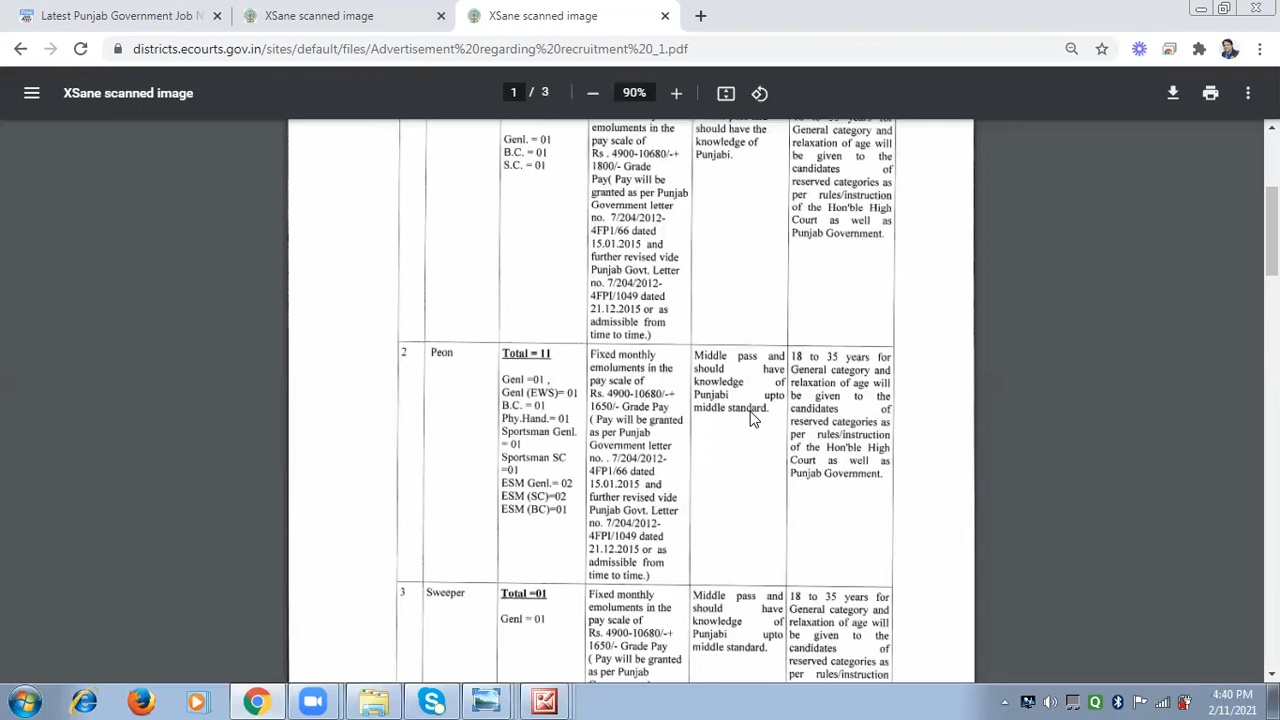 Latest Punjab Government Job N
XSane scanned image
XSane scanned image
districts.ecourts.gov.in/sites/default/files/Advertisement%20regarding%20recruitment%20_1.pdf
XSane scanned image
1 / 3
90%
Genl. = 01
B.C. = 01
S.C. = 01
emoluments in the
pay scale of
Rs . 4900-10680/-+
1800/- Grade
Pay( Pay will be
granted as per Punjab
Government letter
no. 7/204/2012-
4FP1/66 dated
15.01.2015 and
further revised vide
Punjab Govt. Letter
no. 7/204/2012-
4FPI/1049 dated
21.12.2015 or as
admissible from
time to time.)
should have the
knowledge of
Punjabi.
General category and
relaxation of age will
be given to the
candidates of
reserved categories as
per rules/instruction
of the Hon'ble High
Court as well as
Punjab Government.
2
Peon
Total = 11
Genl =01 ,
Genl (EWS)= 01
B.C. = 01
Phy.Hand.= 01
Sportsman Genl.
= 01
Sportsman SC
=01
ESM Genl.= 02
ESM (SC)=02
ESM (BC)=01
Fixed monthly
emoluments in the
pay scale of
Rs. 4900-10680/-+
1650/- Grade Pay
( Pay will be granted
as per Punjab
Government letter
no. . 7/204/2012-
4FPI/66 dated
15.01.2015 and
further revised vide
Punjab Govt. Letter
no. 7/204/2012-
4FPI/1049 dated
21.12.2015 or as
admissible from
time to time.)
Middle pass and
should have
knowledge of
Punjabi upto
middle standard.
18 to 35 years for
General category and
relaxation of age will
be given to the
candidates of
reserved categories as
per rules/instruction
of the Hon'ble High
Court as well as
Punjab Government.
3
Sweeper
Total =01
Genl = 01
Fixed monthly
emoluments in the
pay scale of
Rs. 4900-10680/-+
1650/- Grade Pay
( Pay will be granted
as per Punjab
Middle pass and
should have
knowledge of
Punjabi upto
middle standard.
18 to 35 years for
General category and
relaxation of age will
be given to the
candidates of
reserved categories as
per rules/instruction
4:40 PM
2/11/2021